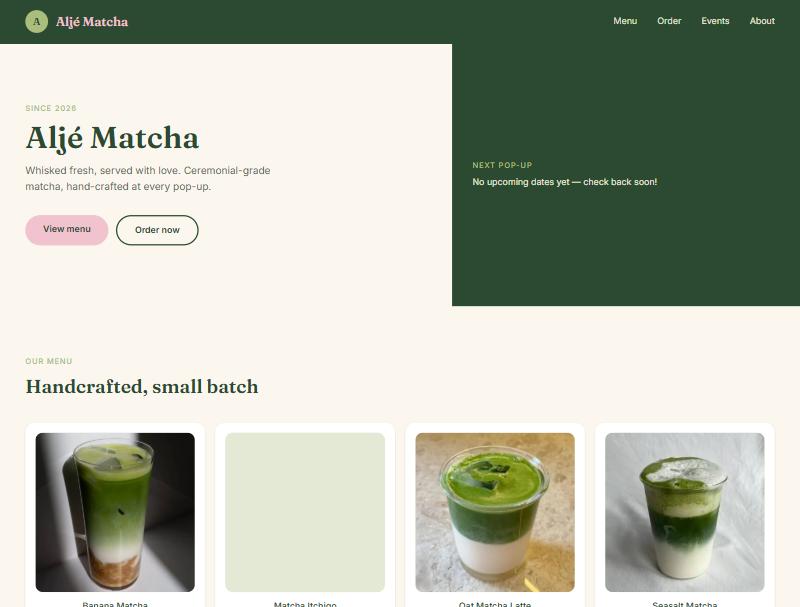 A
Aljé Matcha
Menu
Order
Events
About
SINCE 2026
Aljé Matcha
Whisked fresh, served with love. Ceremonial-grade
matcha, hand-crafted at every pop-up.
View menu
Order now
NEXT POP-UP
No upcoming dates yet — check back soon!
OUR MENU
Handcrafted, small batch
Banana Matcha
Matcha Itchigo
Oat Matcha Latte
Seasalt Matcha